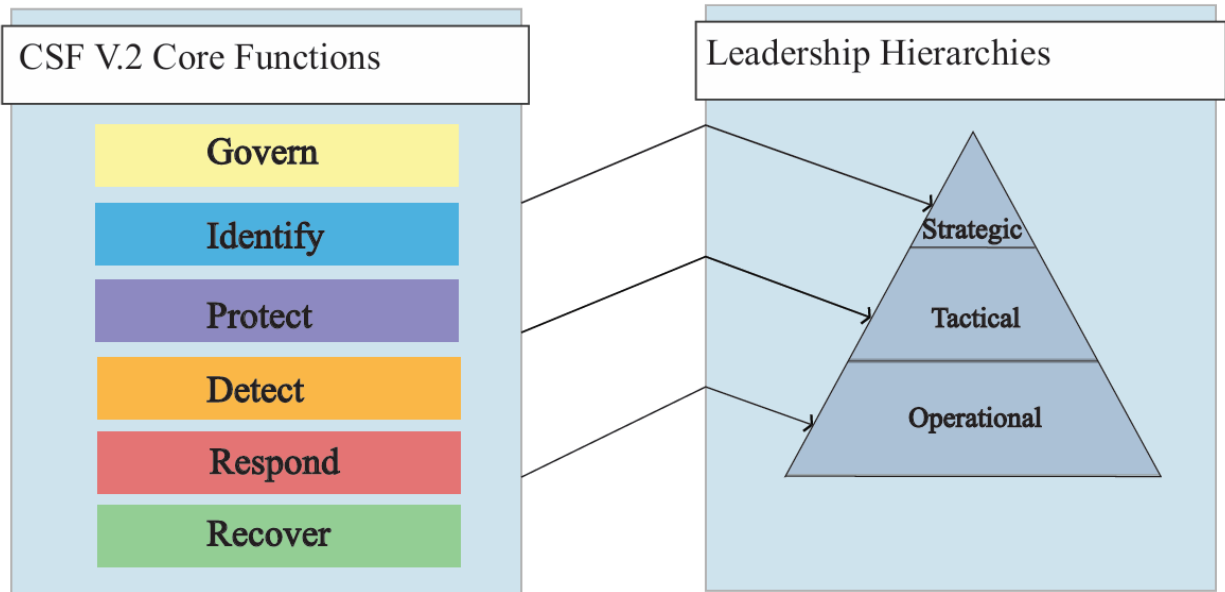 CSF V.2 Core Functions
Govern
Identify
Protect
Detect
Respond
Recover
Leadership Hierarchies
Strategic
Tactical
Operational